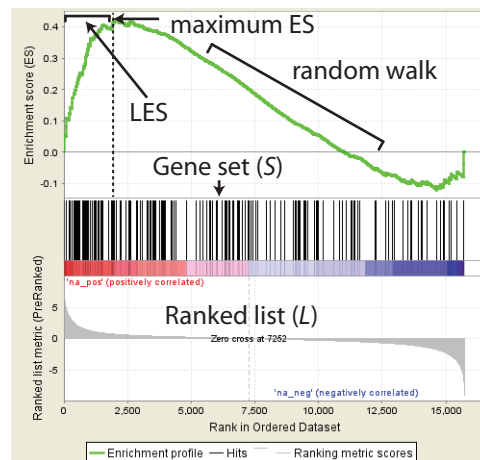 maximum ES
random walk
LES
Enrichment score (ES)
0.4
0.3
0.2
0.1
0.0
-0.1
Gene set (S)
'na_pos' (positively correlated)
Ranked list (L)
Zero cross at 7252
'na_neg' (negatively correlated)
Ranked list metric (PreRanked)
5
0
-5
0 2,500 5,000 7,500 10,000 12,500 15,000
Rank in Ordered Dataset
Enrichment profile Hits Ranking metric scores